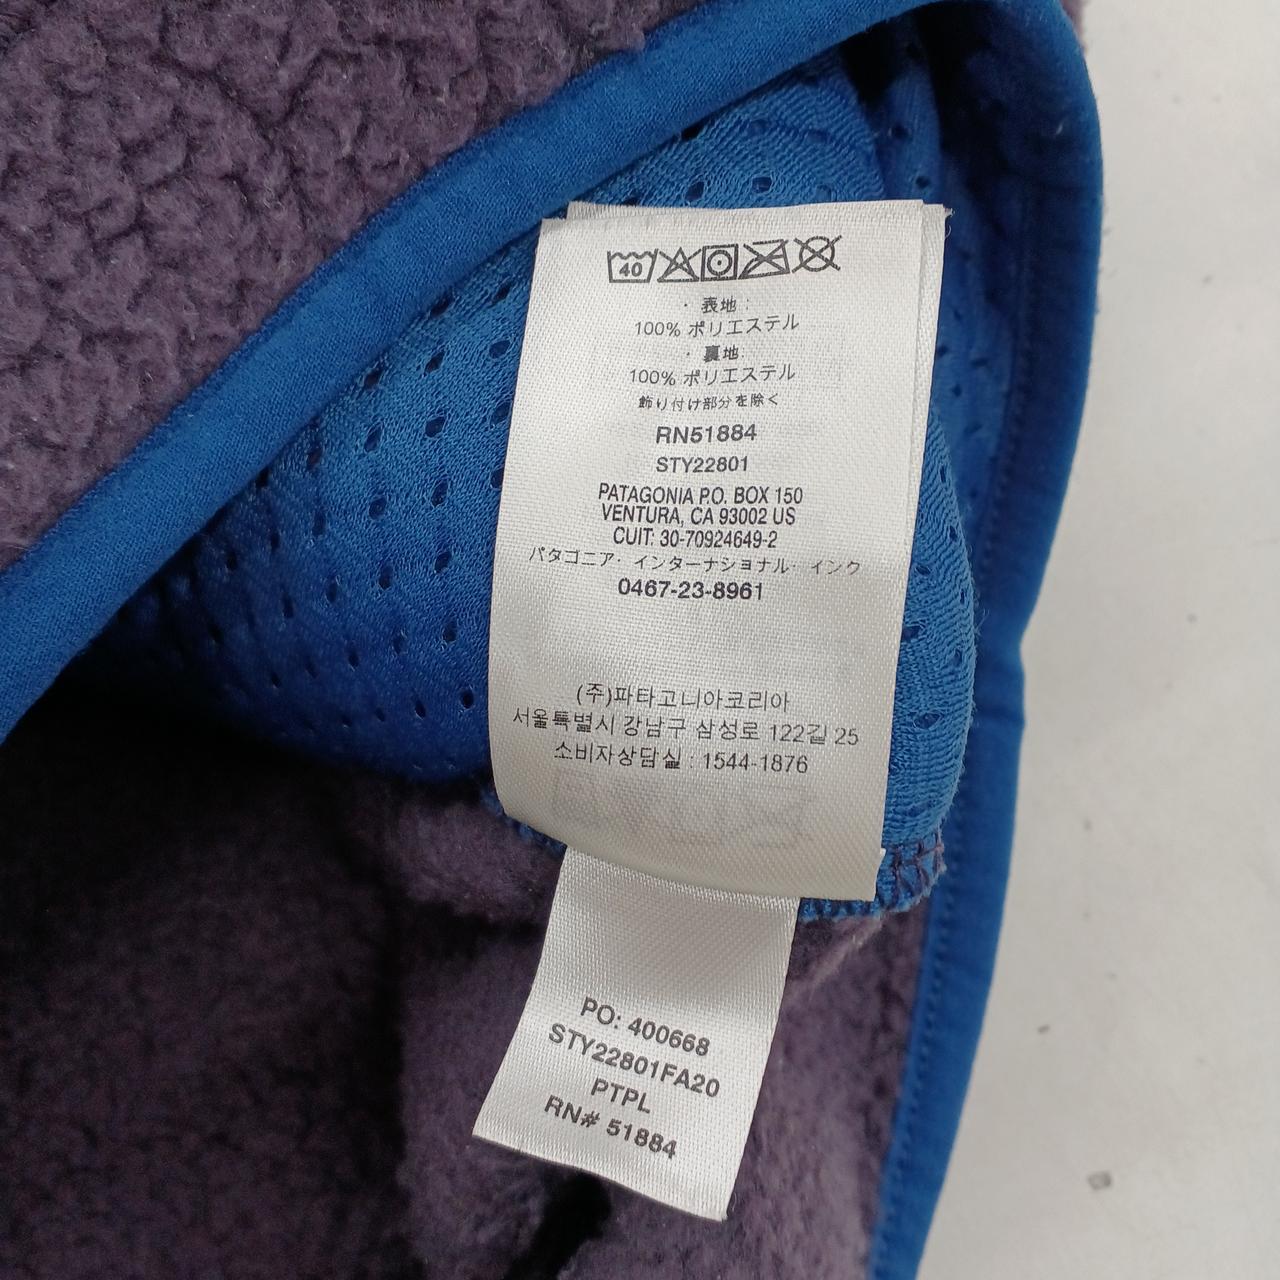 40
・表地:
100% ポリエステル
・裏地:
100% ポリエステル
飾り付け部分を除く
RN51884
STY22801
PATAGONIA P.O. BOX 150
VENTURA, CA 93002 US
CUIT: 30-70924649-2
パタゴニア・インターナショナル・インク
0467-23-8961
(주)파타고니아코리아
서울특별시 강남구 삼성로 122길 25
소비자상담실 : 1544-1876
PO: 400668
STY22801FA20
PTPL
RN# 51884